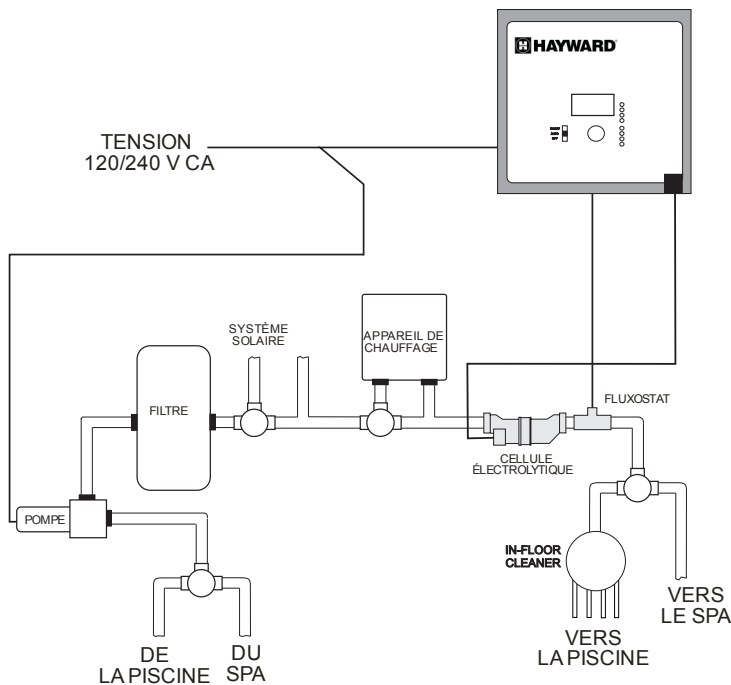 HAYWARD
TENSION
120/240 V CA
SYSTÈME
SOLAIRE
APPAREIL DE
CHAUFFAGE
FILTRE
FLUXOSTAT
CELLULE
ÉLECTROLYTIQUE
POMPE
IN-FLOOR
CLEANER
VERS
LE SPA
VERS
LA PISCINE
DE
LA PISCINE
DU
SPA